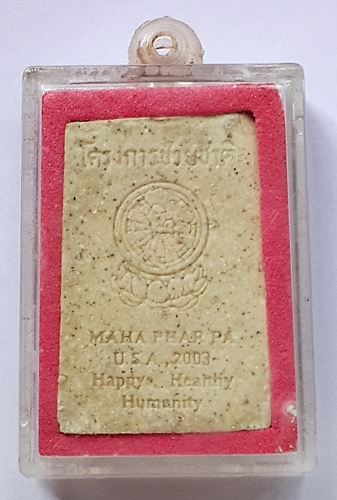 โครงการช่วยชาติ
MAHA PHAR PA
U.S.A. 2003
Happy Healthy
Humanity